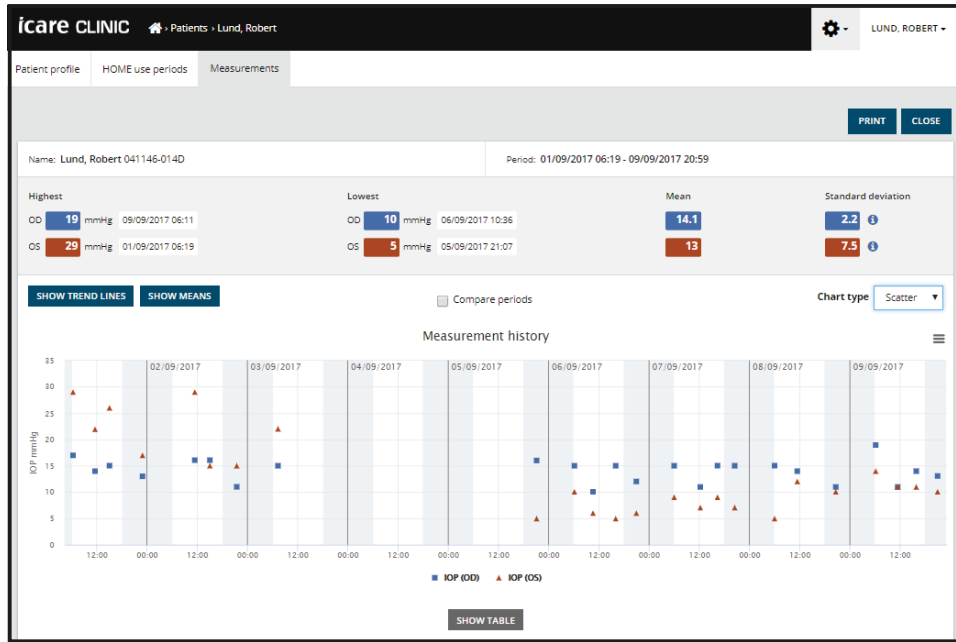 icare CLINIC › Patients › Lund, Robert LUND, ROBERT
Patient profile HOME use periods Measurements
PRINT CLOSE
Name: Lund, Robert 041146-014D Period: 01/09/2017 06:19 - 09/09/2017 20:59
Highest Lowest Mean Standard deviation
OD 19 mmHg 09/09/2017 06:11 OD 10 mmHg 06/09/2017 10:36 14.1 2.2
OS 29 mmHg 01/09/2017 06:19 OS 5 mmHg 05/09/2017 21:07 13 7.5
SHOW TREND LINES SHOW MEANS Compare periods Chart type Scatter
Measurement history
35 02/09/2017 03/09/2017 04/09/2017 05/09/2017 06/09/2017 07/09/2017 08/09/2017 09/09/2017
30
25
20
IOP mmHg
15
10
5
0
12:00 00:00 12:00 00:00 12:00 00:00 12:00 00:00 12:00 00:00 12:00 00:00 12:00 00:00 12:00 00:00 12:00
IOP (OD) IOP (OS)
SHOW TABLE